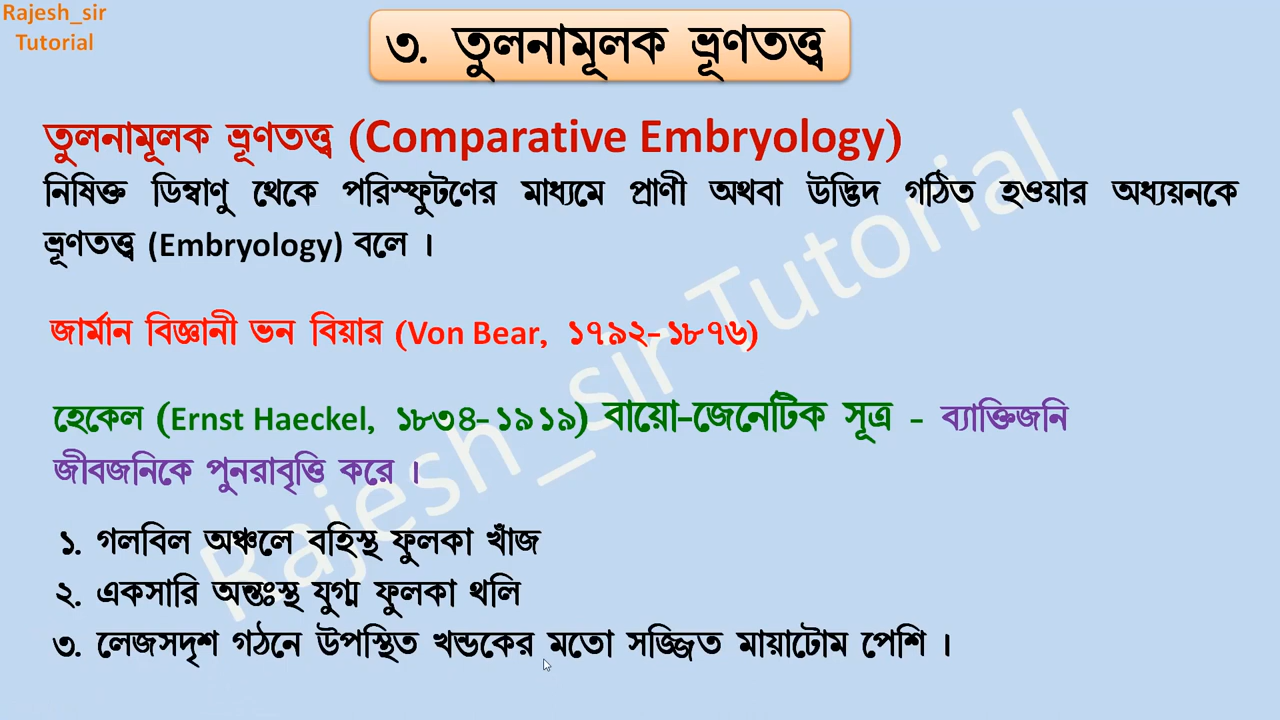 Rajesh_sir
Tutorial
৩. তুলনামূলক ভ্রূণতত্ত্ব
তুলনামূলক ভ্রূণতত্ত্ব (Comparative Embryology)
নিষিক্ত ডিম্বাণু থেকে পরিস্ফুটণের মাধ্যমে প্রাণী অথবা উদ্ভিদ গঠিত হওয়ার অধ্যয়নকে
ভ্রূণতত্ত্ব (Embryology) বলে ।
জার্মান বিজ্ঞানী ভন বিয়ার (Von Bear, ১৭৯২-১৮৭৬)
হেকেল (Ernst Haeckel, ১৮৩৪-১৯১৯) বায়ো-জেনেটিক সূত্র - ব্যাক্তিজনি
জীবজনিকে পুনরাবৃত্তি করে ।
১. গলবিল অঞ্চলে বহিস্থ ফুলকা খাঁজ
২. একসারি অন্তঃস্থ যুগ্ম ফুলকা থলি
৩. লেজসদৃশ গঠনে উপস্থিত খন্ডকের মতো সজ্জিত মায়াটোম পেশি ।
Rajesh_sir Tutorial